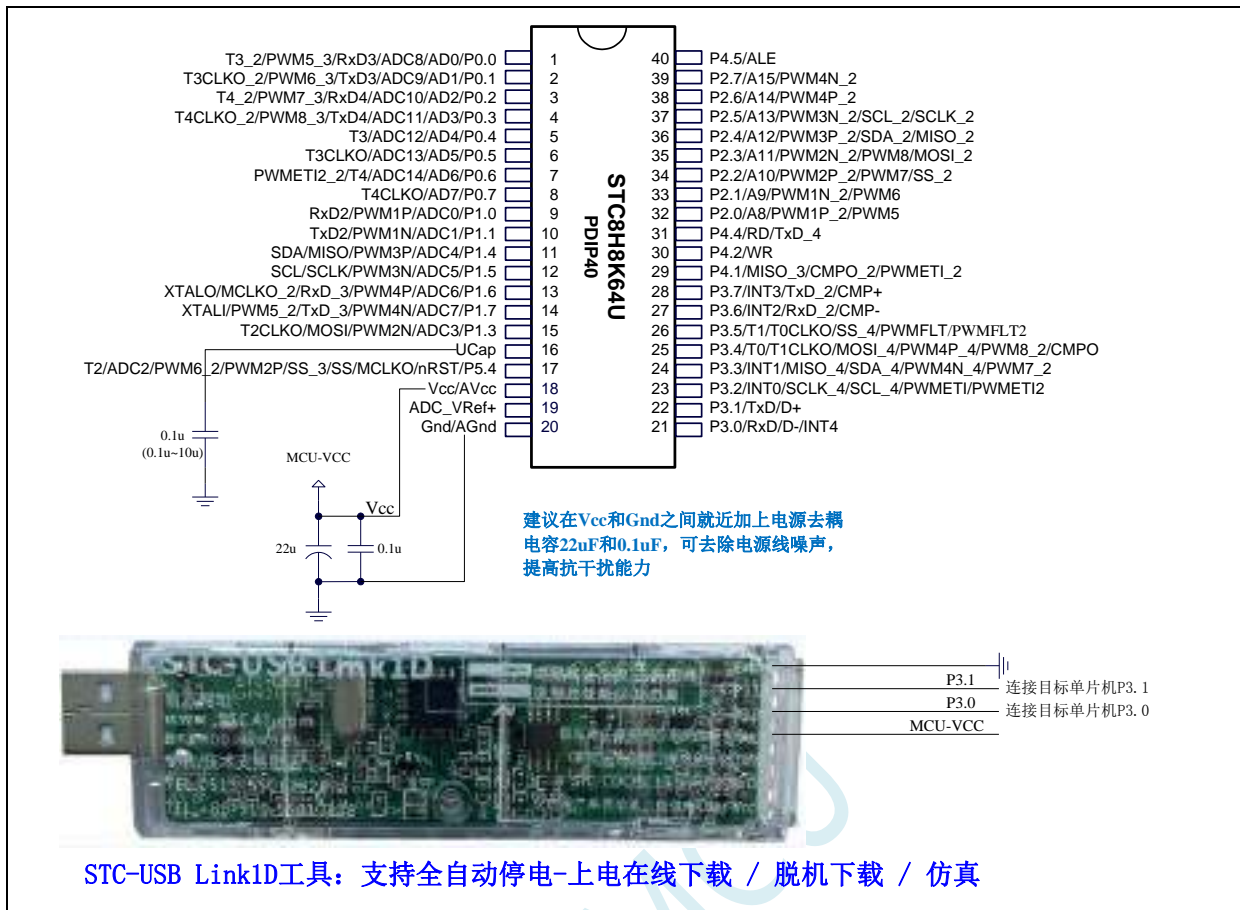 T3_2/PWM5_3/RxD3/ADC8/AD0/P0.0 1
T3CLKO_2/PWM6_3/TxD3/ADC9/AD1/P0.1 2
T4_2/PWM7_3/RxD4/ADC10/AD2/P0.2 3
T4CLKO_2/PWM8_3/TxD4/ADC11/AD3/P0.3 4
T3/ADC12/AD4/P0.4 5
T3CLKO/ADC13/AD5/P0.5 6
PWMETI2_2/T4/ADC14/AD6/P0.6 7
T4CLKO/AD7/P0.7 8
RxD2/PWM1P/ADC0/P1.0 9
TxD2/PWM1N/ADC1/P1.1 10
SDA/MISO/PWM3P/ADC4/P1.4 11
SCL/SCLK/PWM3N/ADC5/P1.5 12
XTALO/MCLKO_2/RxD_3/PWM4P/ADC6/P1.6 13
XTALI/PWM5_2/TxD_3/PWM4N/ADC7/P1.7 14
T2CLKO/MOSI/PWM2N/ADC3/P1.3 15
UCap 16
T2/ADC2/PWM6_2/PWM2P/SS_3/SS/MCLKO/nRST/P5.4 17
Vcc/AVcc 18
ADC_VRef+ 19
Gnd/AGnd 20
STC8H8K64U
PDIP40
40 P4.5/ALE
39 P2.7/A15/PWM4N_2
38 P2.6/A14/PWM4P_2
37 P2.5/A13/PWM3N_2/SCL_2/SCLK_2
36 P2.4/A12/PWM3P_2/SDA_2/MISO_2
35 P2.3/A11/PWM2N_2/PWM8/MOSI_2
34 P2.2/A10/PWM2P_2/PWM7/SS_2
33 P2.1/A9/PWM1N_2/PWM6
32 P2.0/A8/PWM1P_2/PWM5
31 P4.4/RD/TxD_4
30 P4.2/WR
29 P4.1/MISO_3/CMPO_2/PWMETI_2
28 P3.7/INT3/TxD_2/CMP+
27 P3.6/INT2/RxD_2/CMP-
26 P3.5/T1/T0CLKO/SS_4/PWMFLT/PWMFLT2
25 P3.4/T0/T1CLKO/MOSI_4/PWM4P_4/PWM8_2/CMPO
24 P3.3/INT1/MISO_4/SDA_4/PWM4N_4/PWM7_2
23 P3.2/INT0/SCLK_4/SCL_4/PWMETI/PWMETI2
22 P3.1/TxD/D+
21 P3.0/RxD/D-/INT4
0.1u
(0.1u~10u)
MCU-VCC
Vcc
22u
0.1u
建议在Vcc和Gnd之间就近加上电源去耦
电容22uF和0.1uF，可去除电源线噪声，
提高抗干扰能力
STC-USB Link1D
P3.1 连接目标单片机P3.1
P3.0 连接目标单片机P3.0
MCU-VCC
STC-USB Link1D工具：支持全自动停电-上电在线下载 / 脱机下载 / 仿真